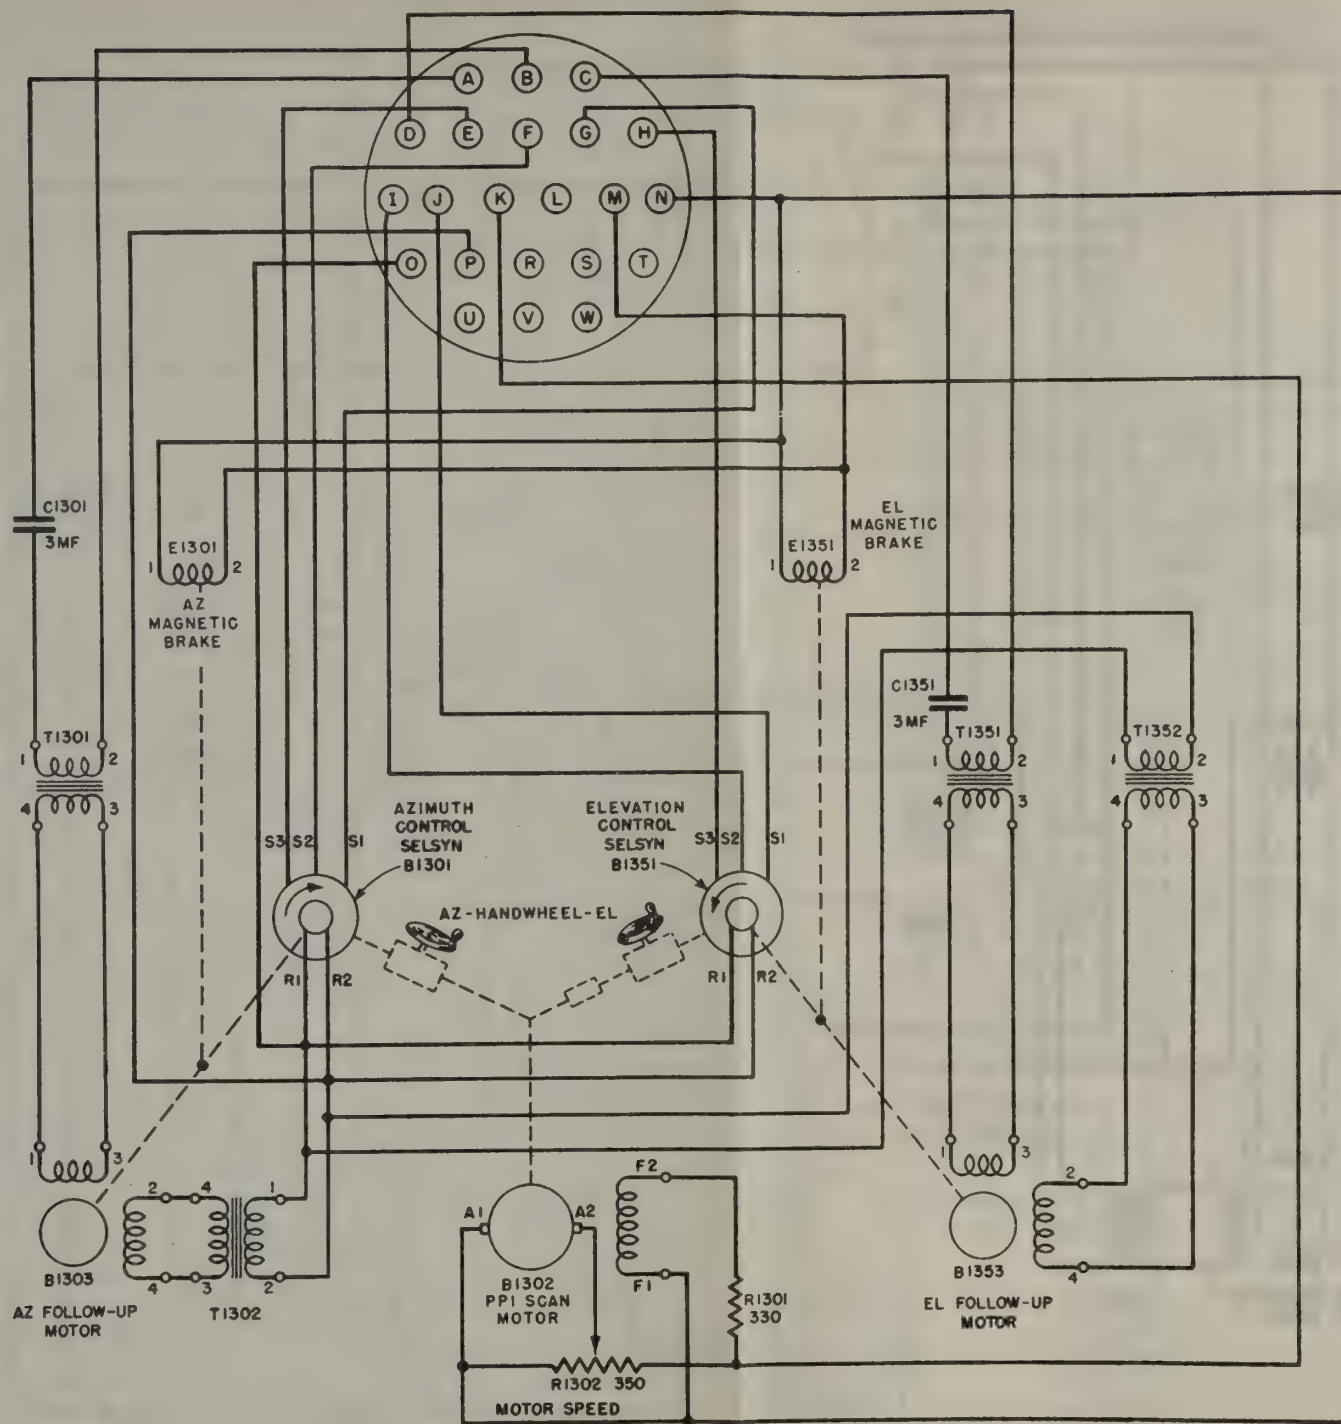 A B C
D E F G H
I J K L M N
O P R S T
U V W
C1301
3MF
E1301
1 2
AZ
MAGNETIC
BRAKE
EL
MAGNETIC
BRAKE
E1351
1 2
C1351
3MF
T1301
1 2
4 3
T1351
1 2
4 3
T1352
1 2
4 3
AZIMUTH
CONTROL
SELSYN
B1301
ELEVATION
CONTROL
SELSYN
B1351
S3 S2 S1
S3 S2 S1
AZ-HANDWHEEL-EL
R1 R2
R1 R2
1 3
2 4 1
4 3 2
B1303
AZ FOLLOW-UP
MOTOR
T1302
A1 A2
B1302
PPI SCAN
MOTOR
F2
F1
R1301
330
R1302 350
MOTOR SPEED
1 3
2
4
B1353
EL FOLLOW-UP
MOTOR